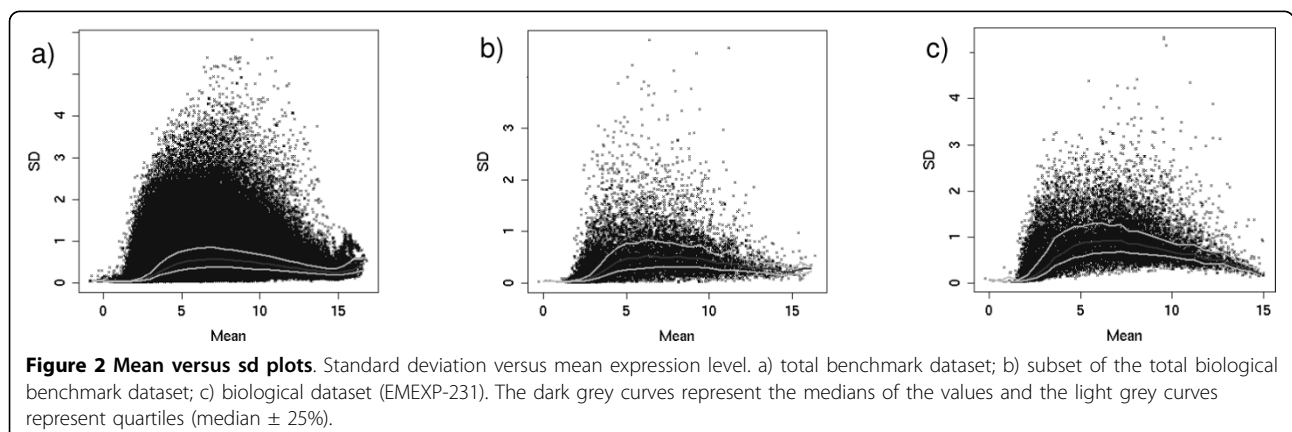 a)
SD
0 1 2 3 4
0 5 10 15
Mean
b)
SD
0 1 2 3
0 5 10 15
Mean
c)
SD
0 1 2 3 4
0 5 10 15
Mean
Figure 2 Mean versus sd plots. Standard deviation versus mean expression level. a) total benchmark dataset; b) subset of the total biological
benchmark dataset; c) biological dataset (EMEXP-231). The dark grey curves represent the medians of the values and the light grey curves
represent quartiles (median ± 25%).